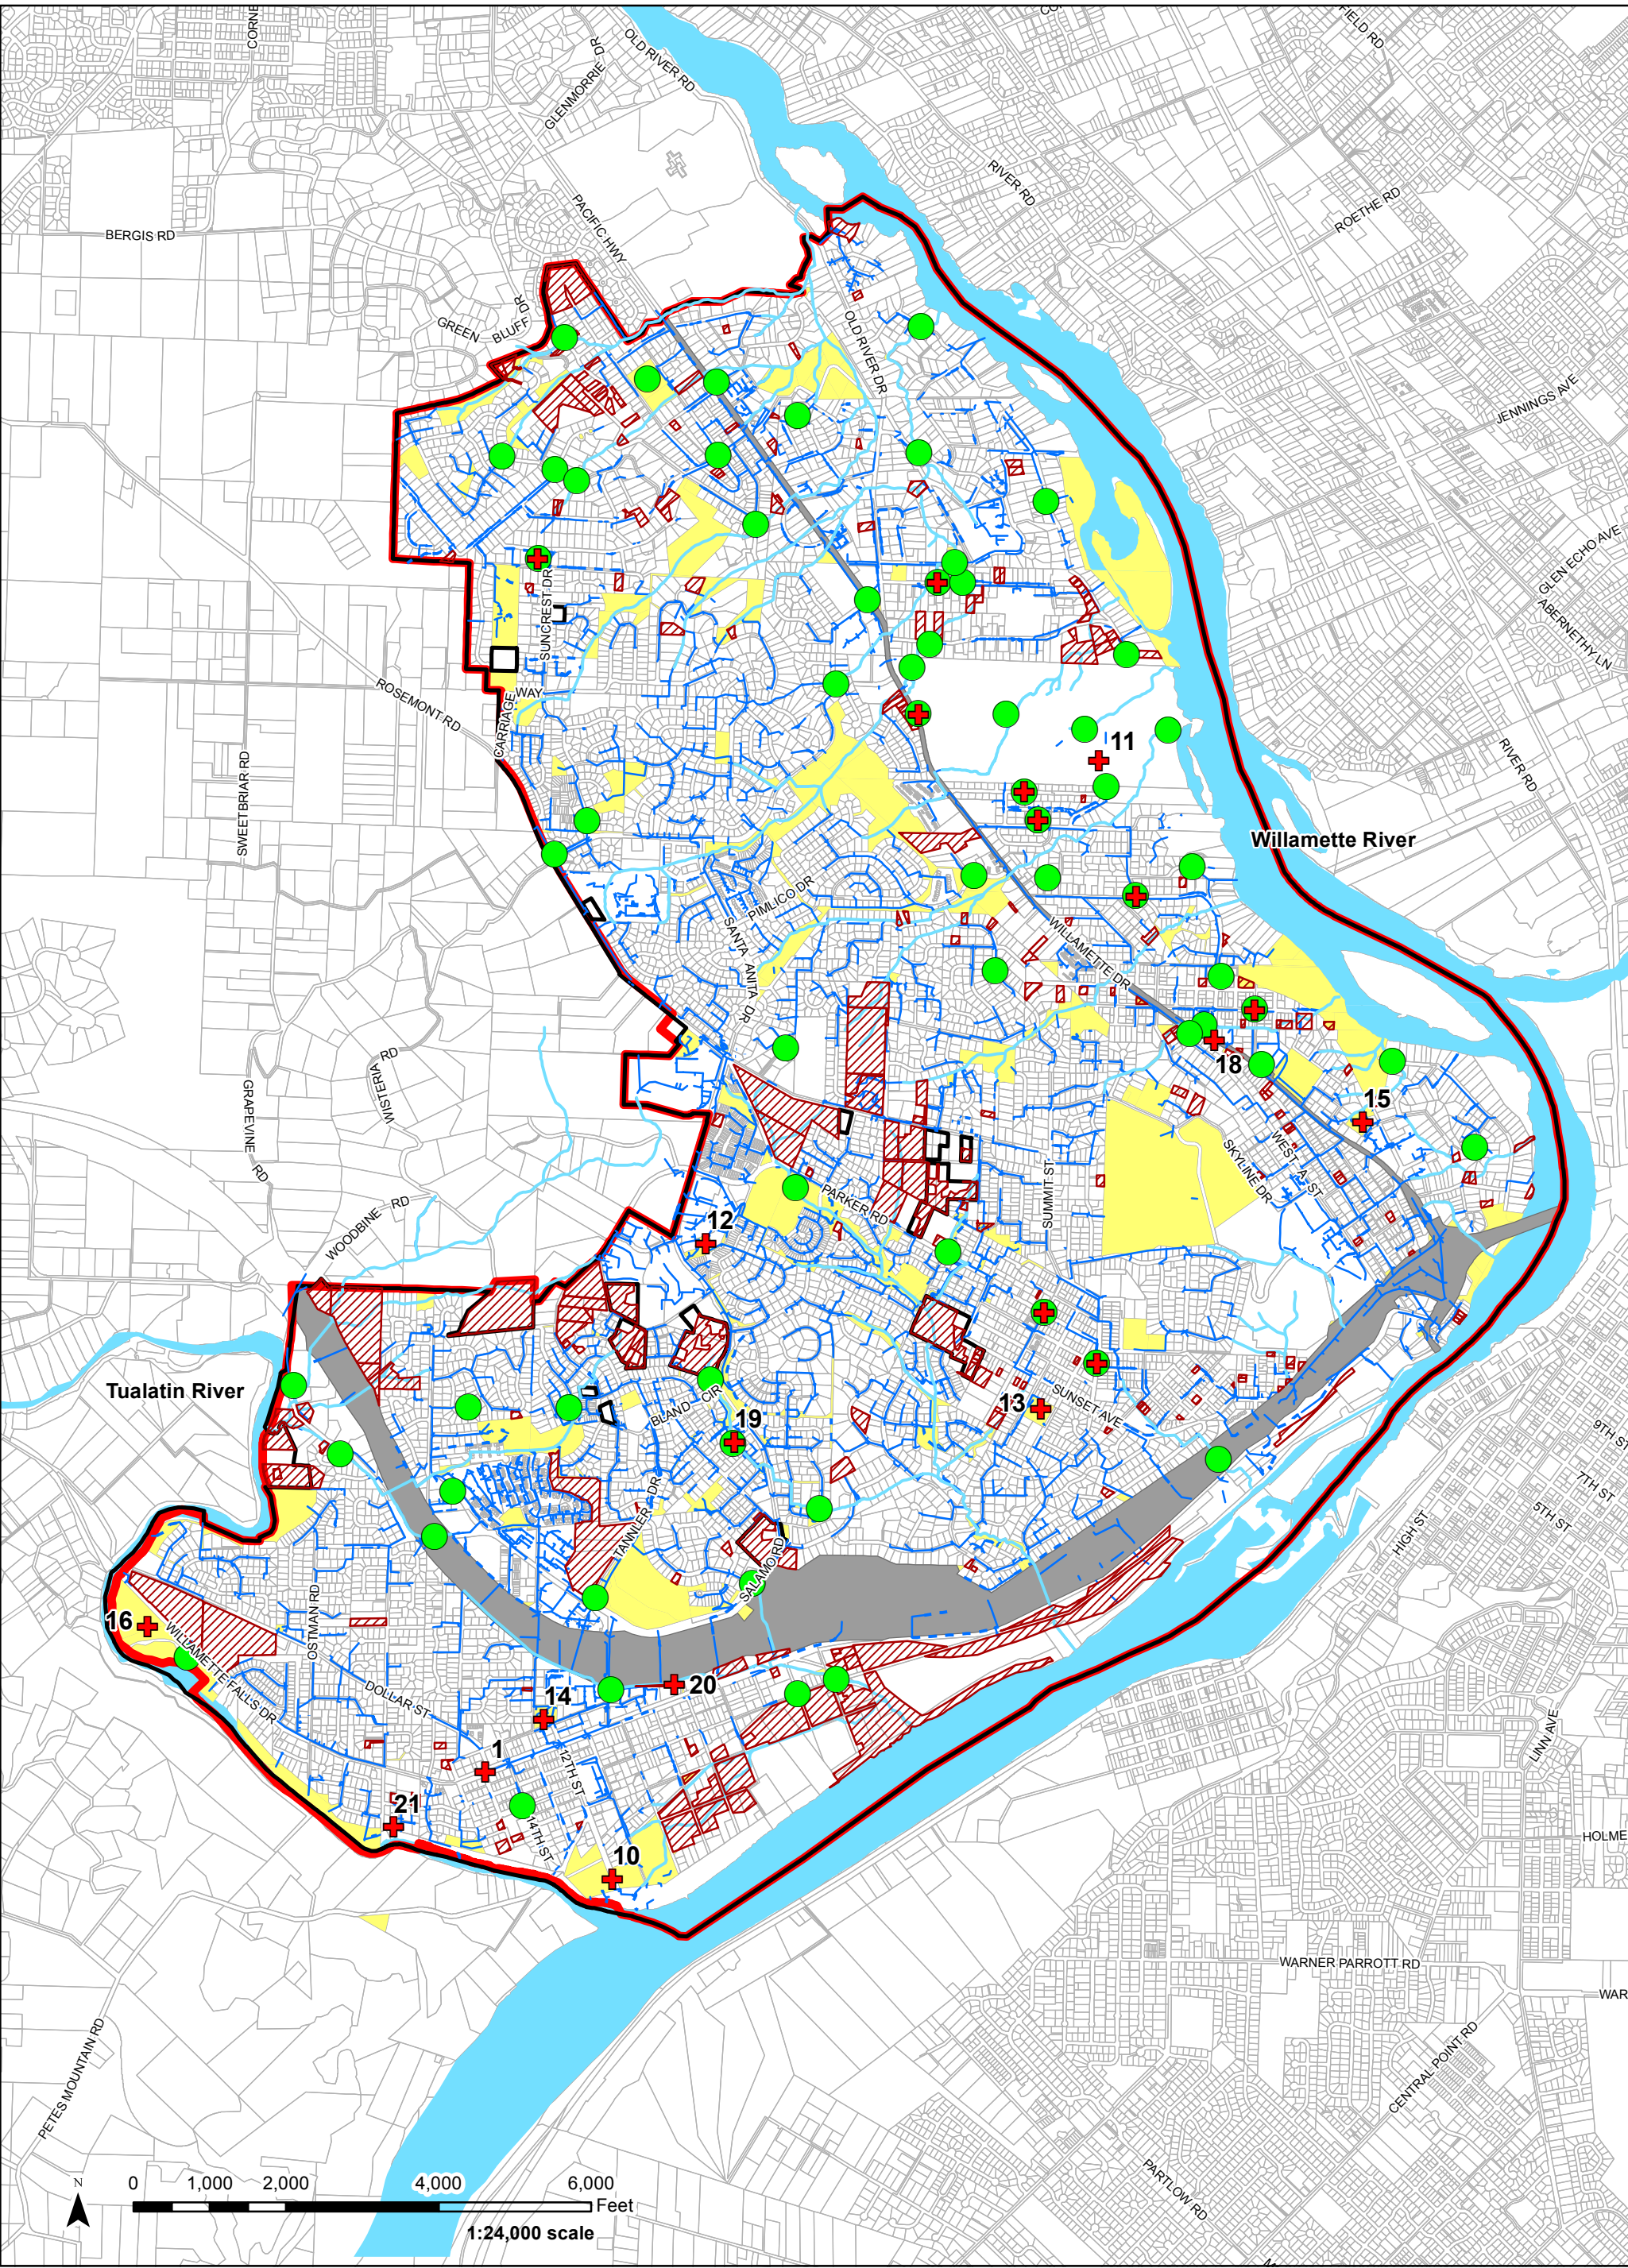 CORNE
GLENMORRIE DR
OLD RIVER RD
FIELD RD
BERGIS RD
PACIFIC HWY
RIVER RD
ROETHE RD
GREEN BLUFF DR
OLD RIVER DR
JENNINGS AVE
GLEN ECHO AVE
ABERNETHY LN
SUNCREST DR
ROSEMONT RD
CARRIAGE WAY
SWEETBRIAR RD
11
RIVER RD
Willamette River
PIMLICO DR
SANTA ANITA DR
WILLAMETTE DR
WISTERIA RD
GRAPEVINE RD
18
15
WEST A ST
SKYLINE DR
SUMMIT ST
PARKER RD
WOODBINE RD
12
Tualatin River
BLAND CIR
13
SUNSET AVE
19
9TH ST
7TH ST
5TH ST
HIGH ST
TANNLER DR
SALAMO RD
OSTMAN RD
16
WILLAMETTE FALLS DR
DOLLAR ST
20
14
1
12TH ST
LINN AVE
21
14TH ST
10
HOLME
WARNER PARROTT RD
WAR
PETES MOUNTAIN RD
CENTRAL POINT RD
PARTLOW RD
N
0 1,000 2,000 4,000 6,000
Feet
1:24,000 scale